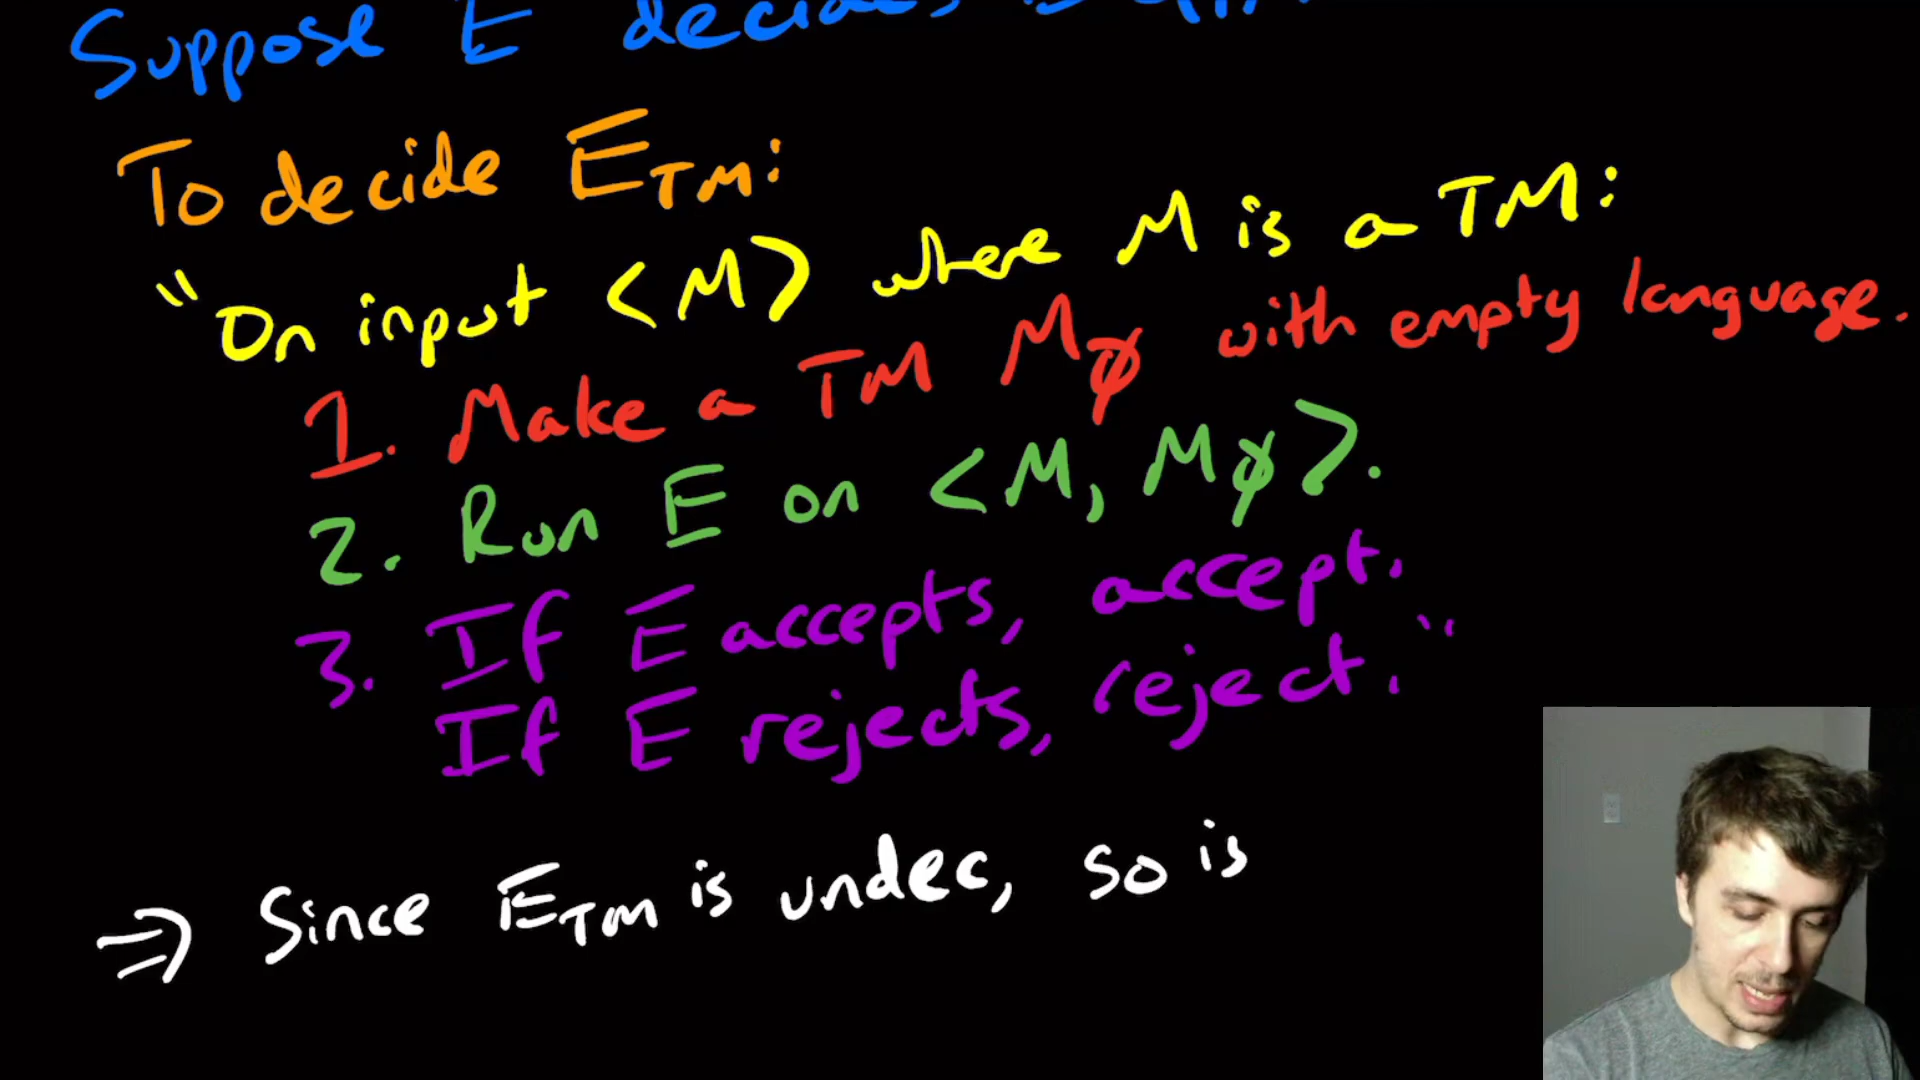 Suppose E decides
To decide E_TM:
"On input <M> where M is a TM:
1. Make a TM M_∅ with empty language.
2. Run E on <M, M_∅>.
3. If E accepts, accept.
If E rejects, reject."
⇒ Since E_TM is undec, so is